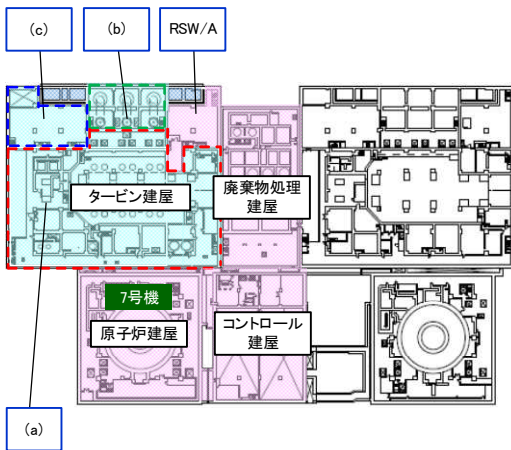 (c)
(b)
RSW/A
タービン建屋
廃棄物処理
建屋
7号機
原子炉建屋
コントロール
建屋
(a)